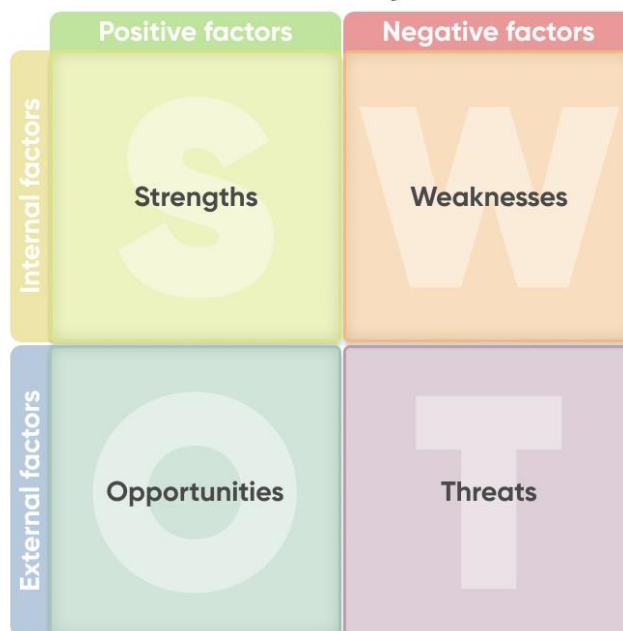 Positive factors
Negative factors
Internal factors
S
Strengths
W
Weaknesses
External factors
O
Opportunities
T
Threats